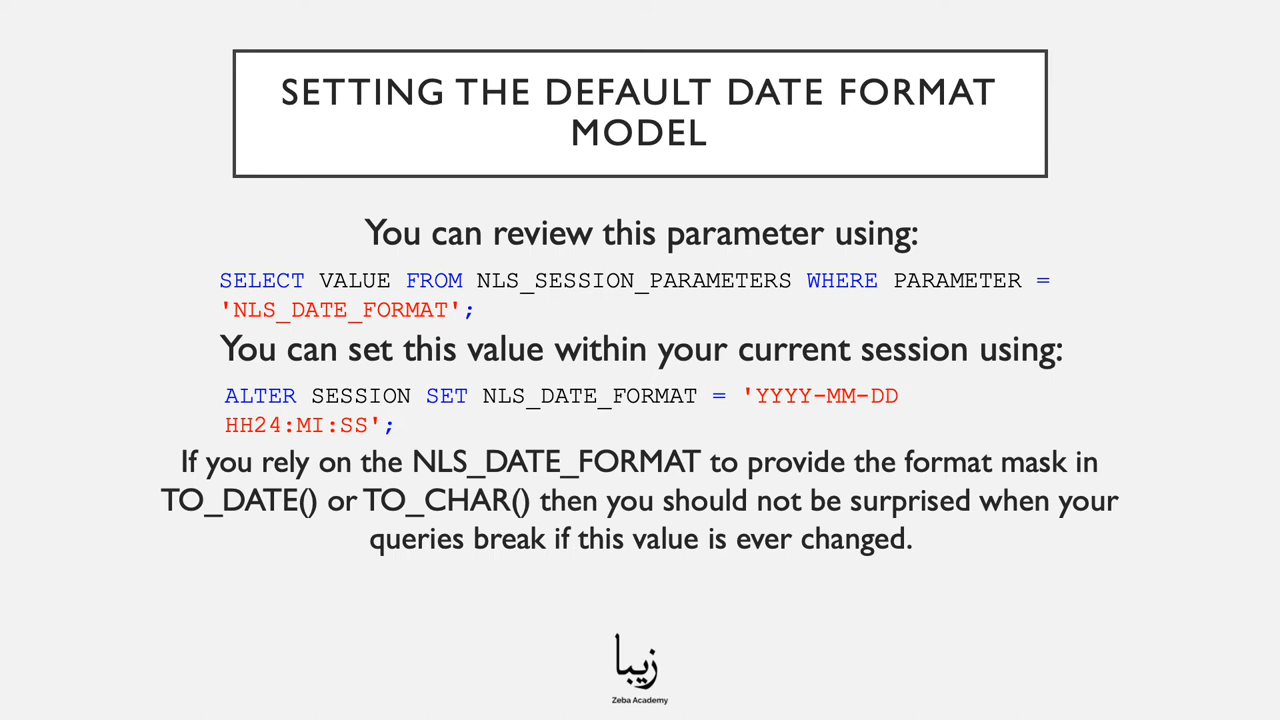 SETTING THE DEFAULT DATE FORMAT
MODEL
You can review this parameter using:
SELECT VALUE FROM NLS_SESSION_PARAMETERS WHERE PARAMETER =
'NLS_DATE_FORMAT';
You can set this value within your current session using:
ALTER SESSION SET NLS_DATE_FORMAT = 'YYYY-MM-DD
HH24:MI:SS';
If you rely on the NLS_DATE_FORMAT to provide the format mask in
TO_DATE() or TO_CHAR() then you should not be surprised when your
queries break if this value is ever changed.
زیبا
Zeba Academy